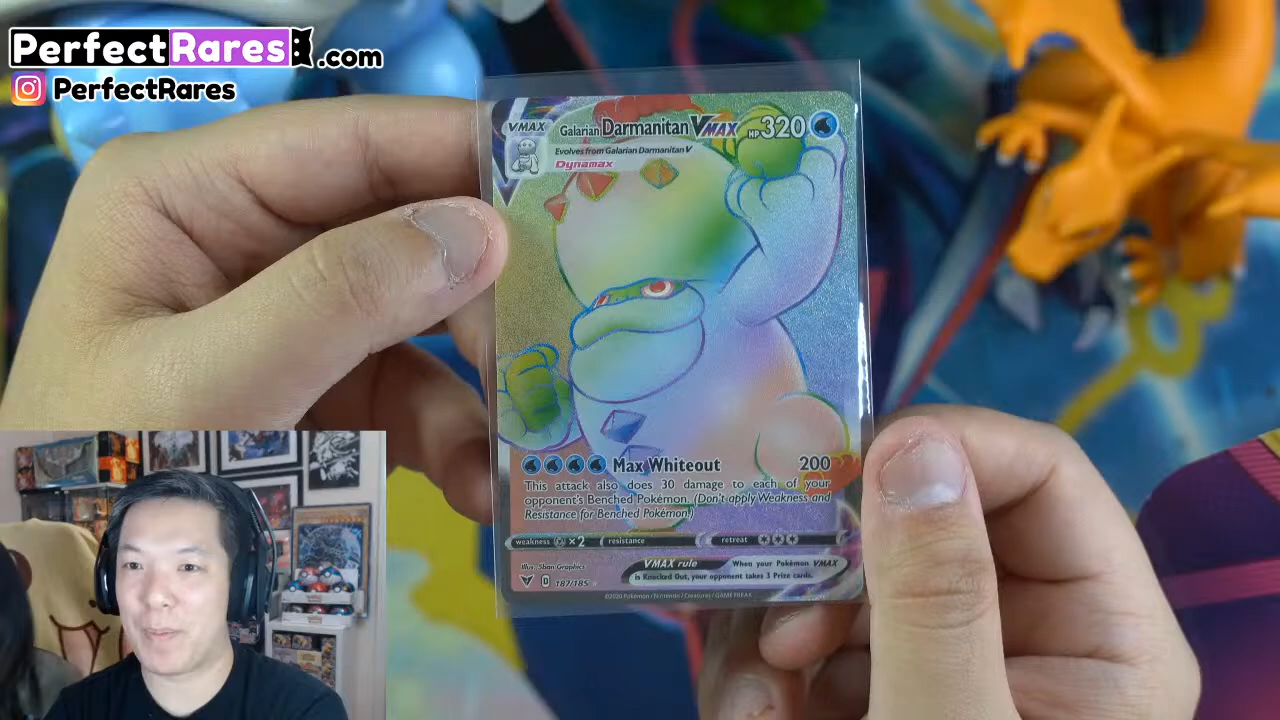 PerfectRares.com
PerfectRares
VMAX
Galarian Darmanitan VMAX HP 320
Evolves from Galarian Darmanitan V
Dynamax
Max Whiteout 200
This attack also does 30 damage to each of your
opponent's Benched Pokémon. (Don't apply Weakness and
Resistance for Benched Pokémon.)
weakness ×2 resistance retreat
Illus. 5ban Graphics
187/185
VMAX rule When your Pokémon VMAX
is Knocked Out, your opponent takes 3 Prize cards.
©2020 Pokémon / Nintendo / Creatures / GAME FREAK